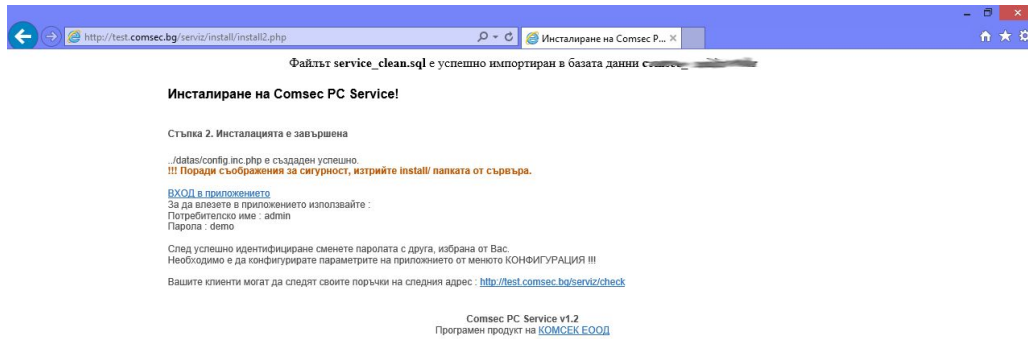 http://test.comsec.bg/serviz/install/install2.php
Инсталиране на Comsec P...
Файлът service_clean.sql е успешно импортиран в базата данни
Инсталиране на Comsec PC Service!
Стъпка 2. Инсталацията е завършена
../datas/config.inc.php е създаден успешно.
!!! Поради съображения за сигурност, изтрийте install/ папката от сървъра.
ВХОД в приложението
За да влезете в приложението използвайте :
Потребителско име : admin
Парола : demo
След успешно идентифициране сменете паролата с друга, избрана от Вас.
Необходимо е да конфигурирате параметрите на приложнието от менюто КОНФИГУРАЦИЯ !!!
Вашите клиенти могат да следят своите поръчки на следния адрес : http://test.comsec.bg/serviz/check
Comsec PC Service v1.2
Програмен продукт на КОМСЕК ЕООД